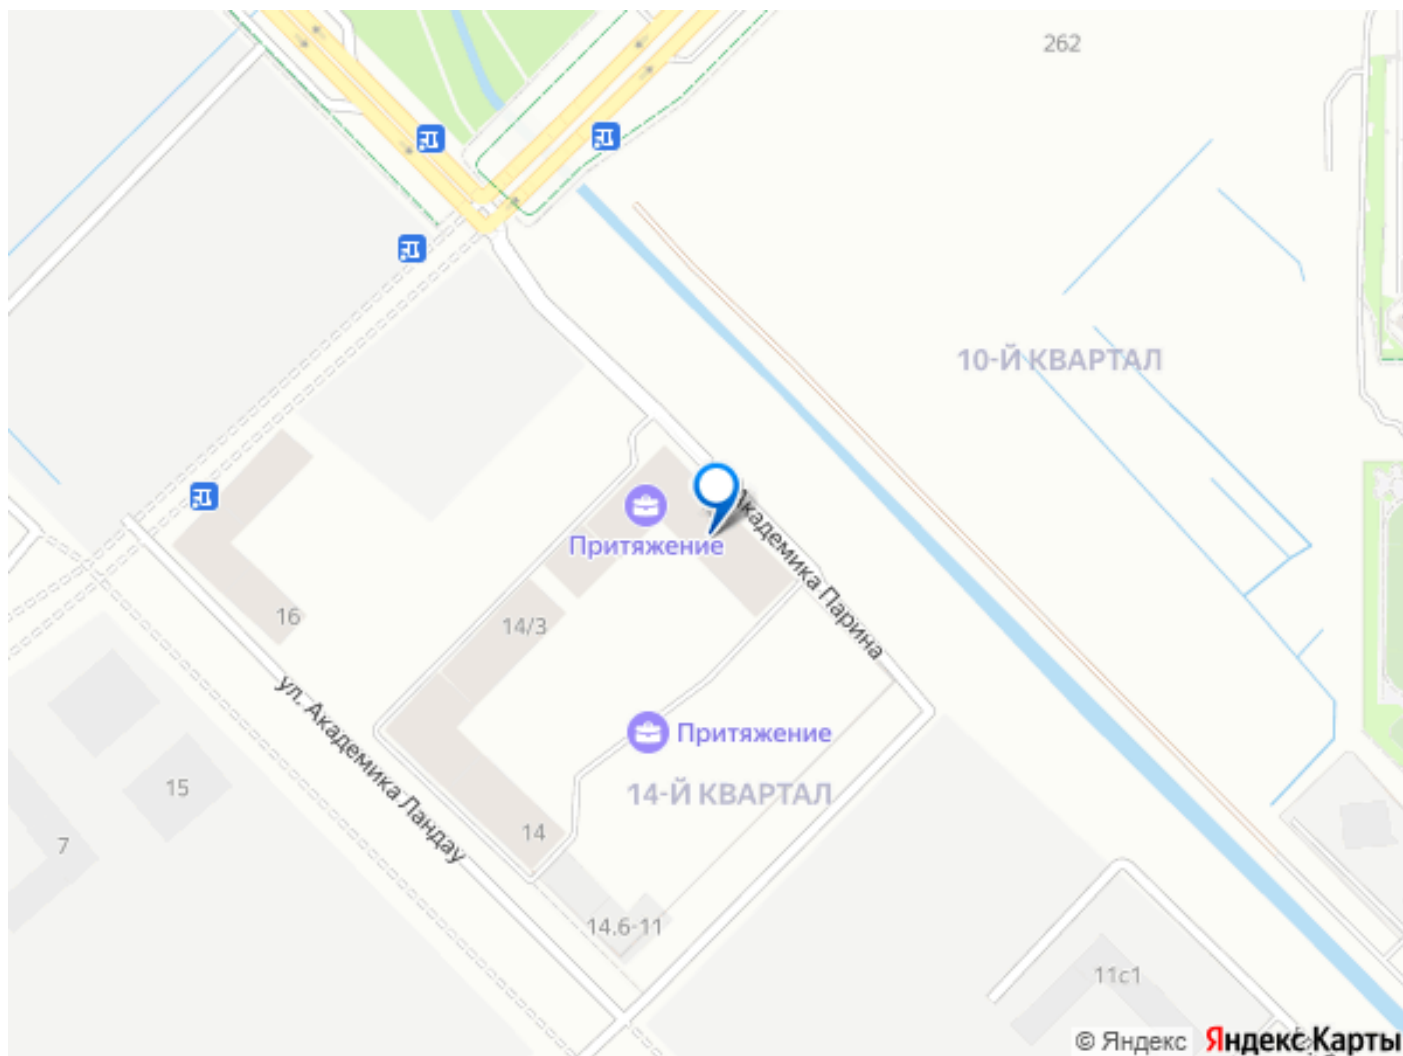 262
10-Й КВАРТАЛ
Академика Парина
Притяжение
14/3
16
ул. Академика Ландау
Притяжение
14-Й КВАРТАЛ
15
14
7
14.6-11
11с1
© Яндекс Яндекс Карты